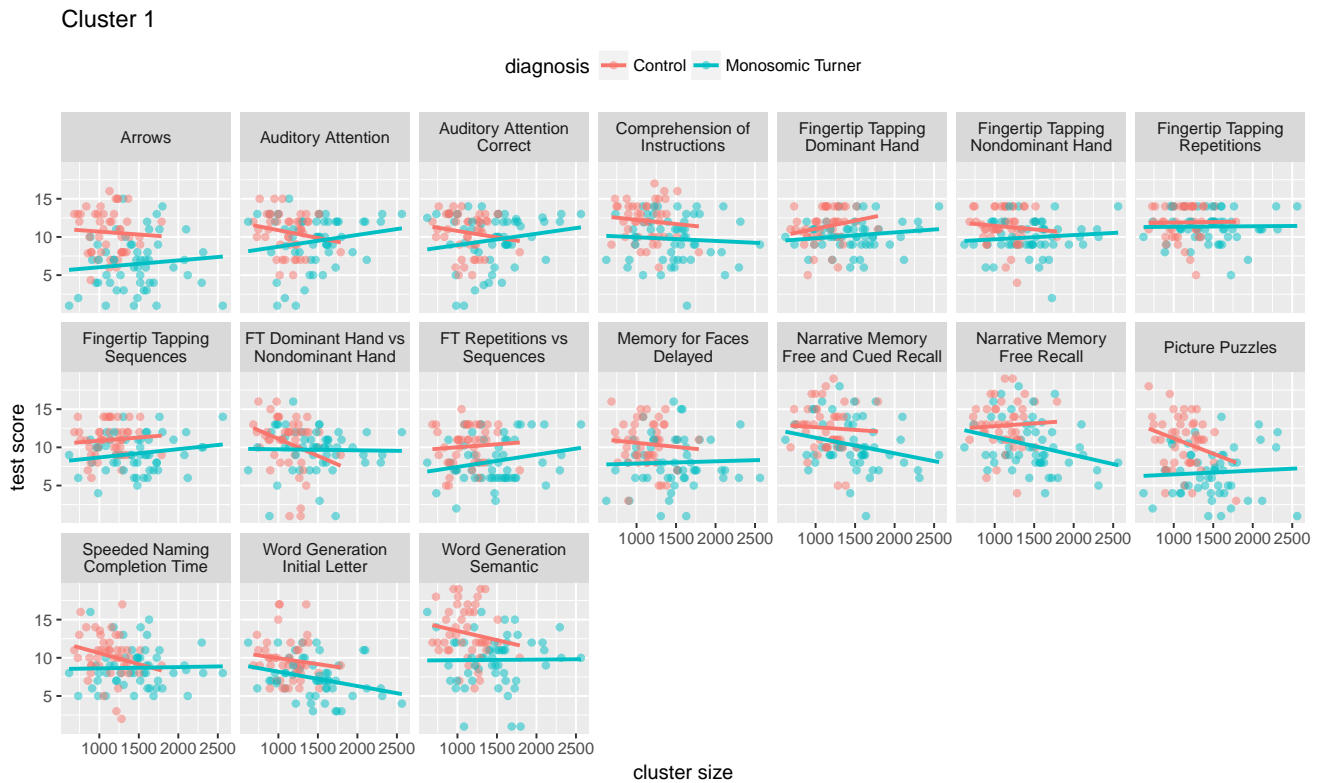 Cluster 1
diagnosis Control Monosomic Turner
Arrows
Auditory Attention
Auditory Attention
Correct
Comprehension of
Instructions
Fingertip Tapping
Dominant Hand
Fingertip Tapping
Nondominant Hand
Fingertip Tapping
Repetitions
15
10
5
Fingertip Tapping
Sequences
FT Dominant Hand vs
Nondominant Hand
FT Repetitions vs
Sequences
Memory for Faces
Delayed
Narrative Memory
Free and Cued Recall
Narrative Memory
Free Recall
Picture Puzzles
test score
15
10
5
1000 1500 2000 2500
1000 1500 2000 2500
1000 1500 2000 2500
1000 1500 2000 2500
Speeded Naming
Completion Time
Word Generation
Initial Letter
Word Generation
Semantic
15
10
5
1000 1500 2000 2500
1000 1500 2000 2500
1000 1500 2000 2500
cluster size